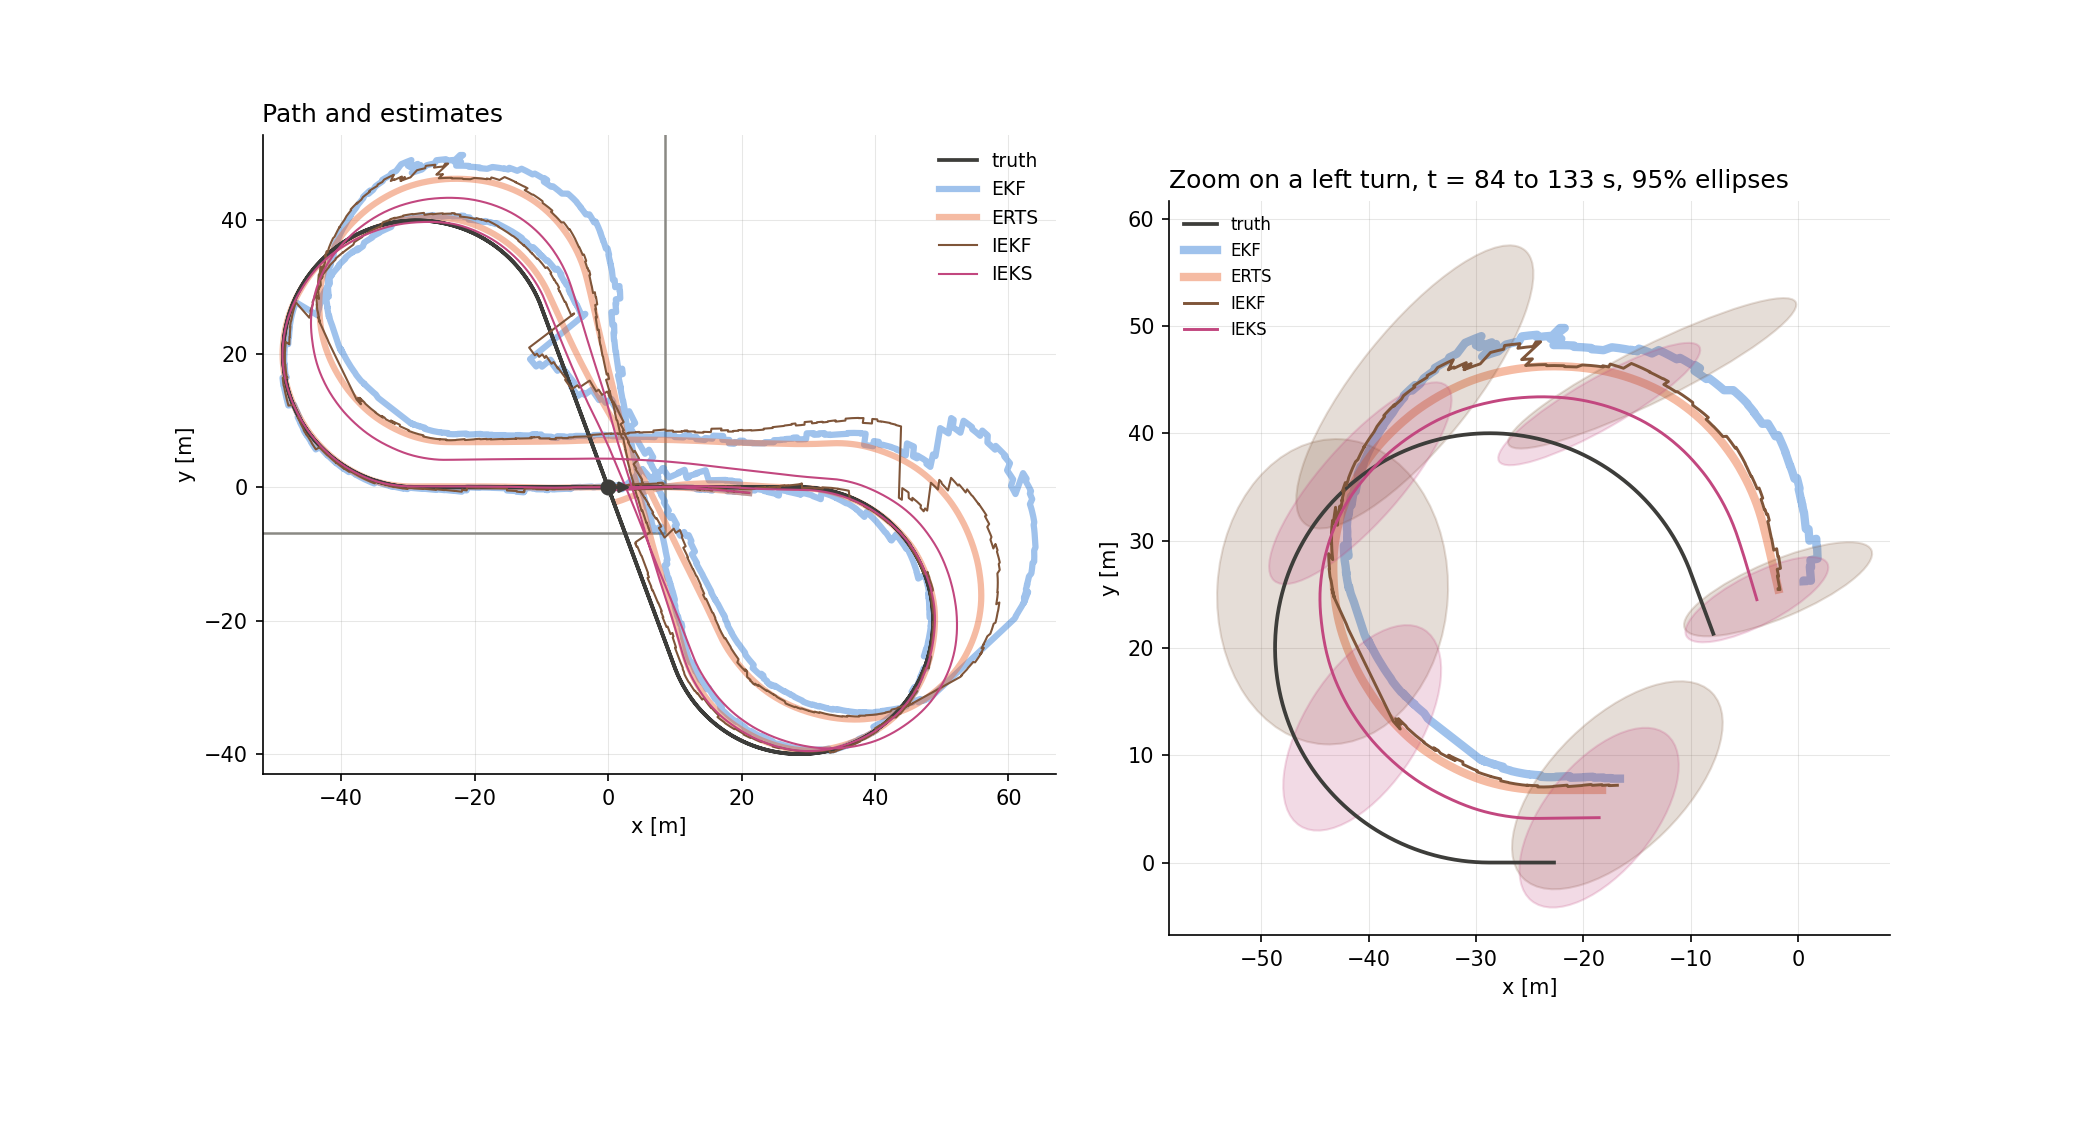 Path and estimates
truth
EKF
ERTS
IEKF
IEKS
40
20
0
−20
−40
y [m]
−40 −20 0 20 40 60
x [m]
Zoom on a left turn, t = 84 to 133 s, 95% ellipses
truth
EKF
ERTS
IEKF
IEKS
60
50
40
30
20
10
0
y [m]
−50 −40 −30 −20 −10 0
x [m]